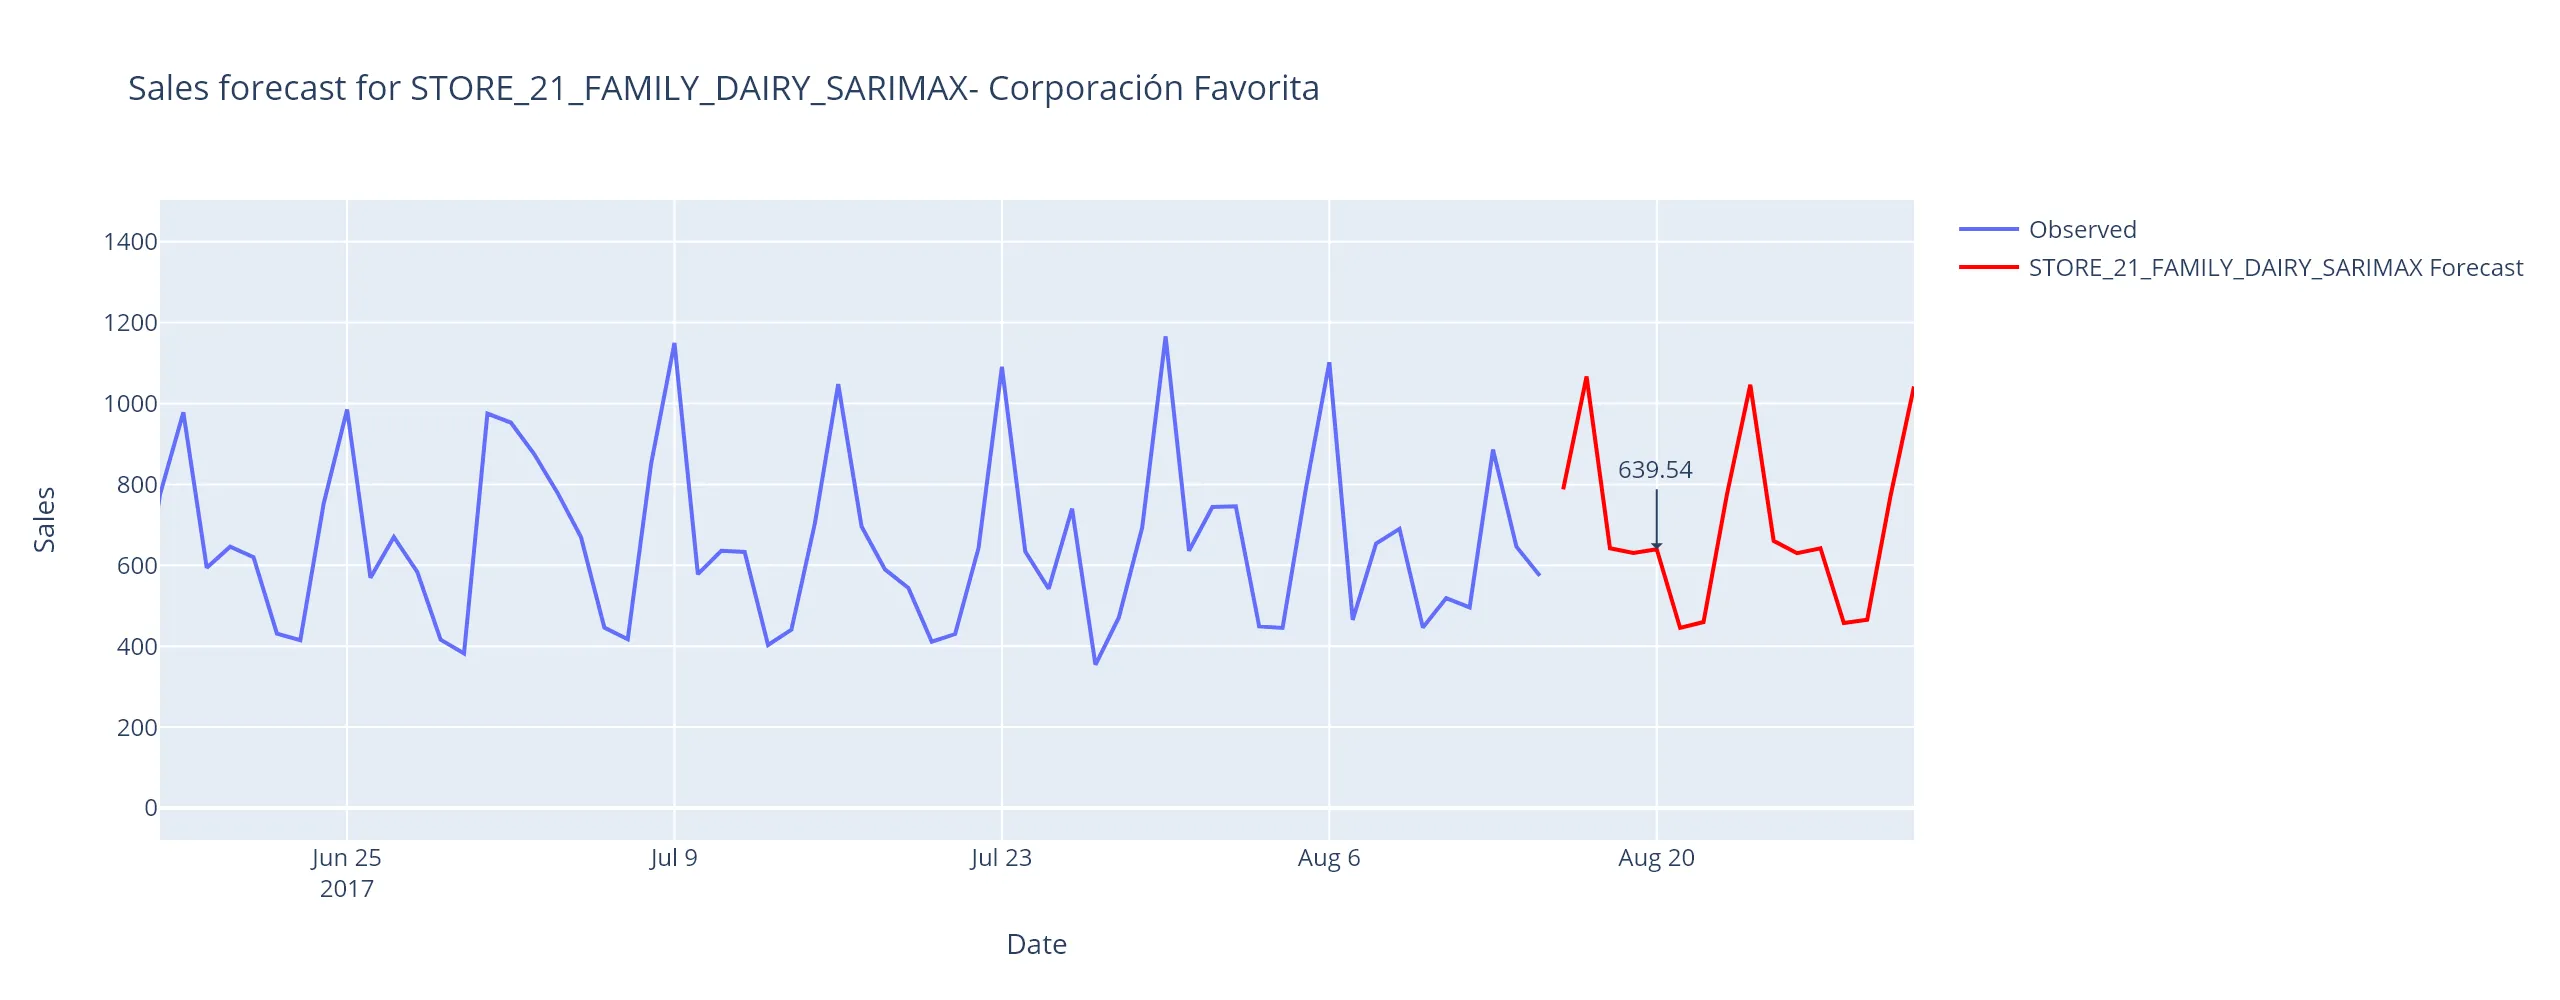 Sales forecast for STORE_21_FAMILY_DAIRY_SARIMAX- Corporación Favorita
Observed
STORE_21_FAMILY_DAIRY_SARIMAX Forecast
1400
1200
1000
800
600
400
200
0
Sales
639.54
Jun 25
2017
Jul 9
Jul 23
Aug 6
Aug 20
Date